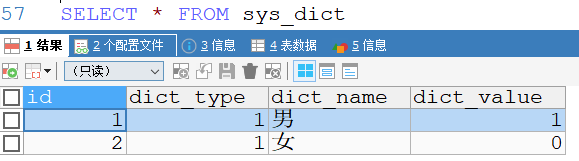 57 SELECT * FROM sys_dict
1 结果 2 个配置文件 3 信息 4 表数据 5 信息
（只读）
id dict_type dict_name dict_value
1 1 男 1
2 1 女 0